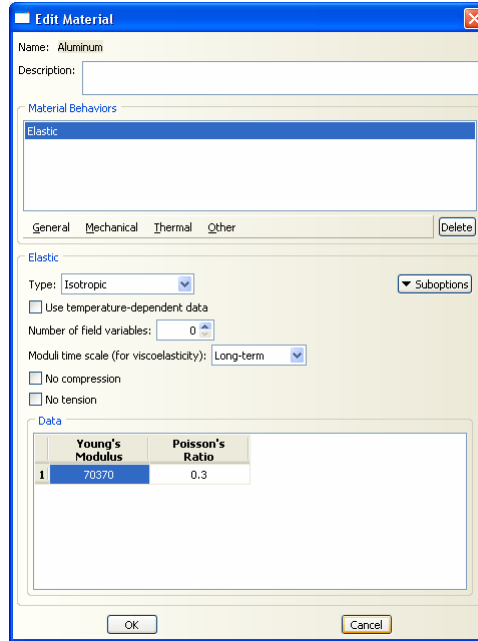 Edit Material
Name: Aluminum
Description:
Material Behaviors
Elastic
General Mechanical Thermal Other Delete
Elastic
Type: Isotropic Suboptions
Use temperature-dependent data
Number of field variables: 0
Moduli time scale (for viscoelasticity): Long-term
No compression
No tension
Data
Young's Poisson's
Modulus Ratio
1 70370 0.3
OK Cancel